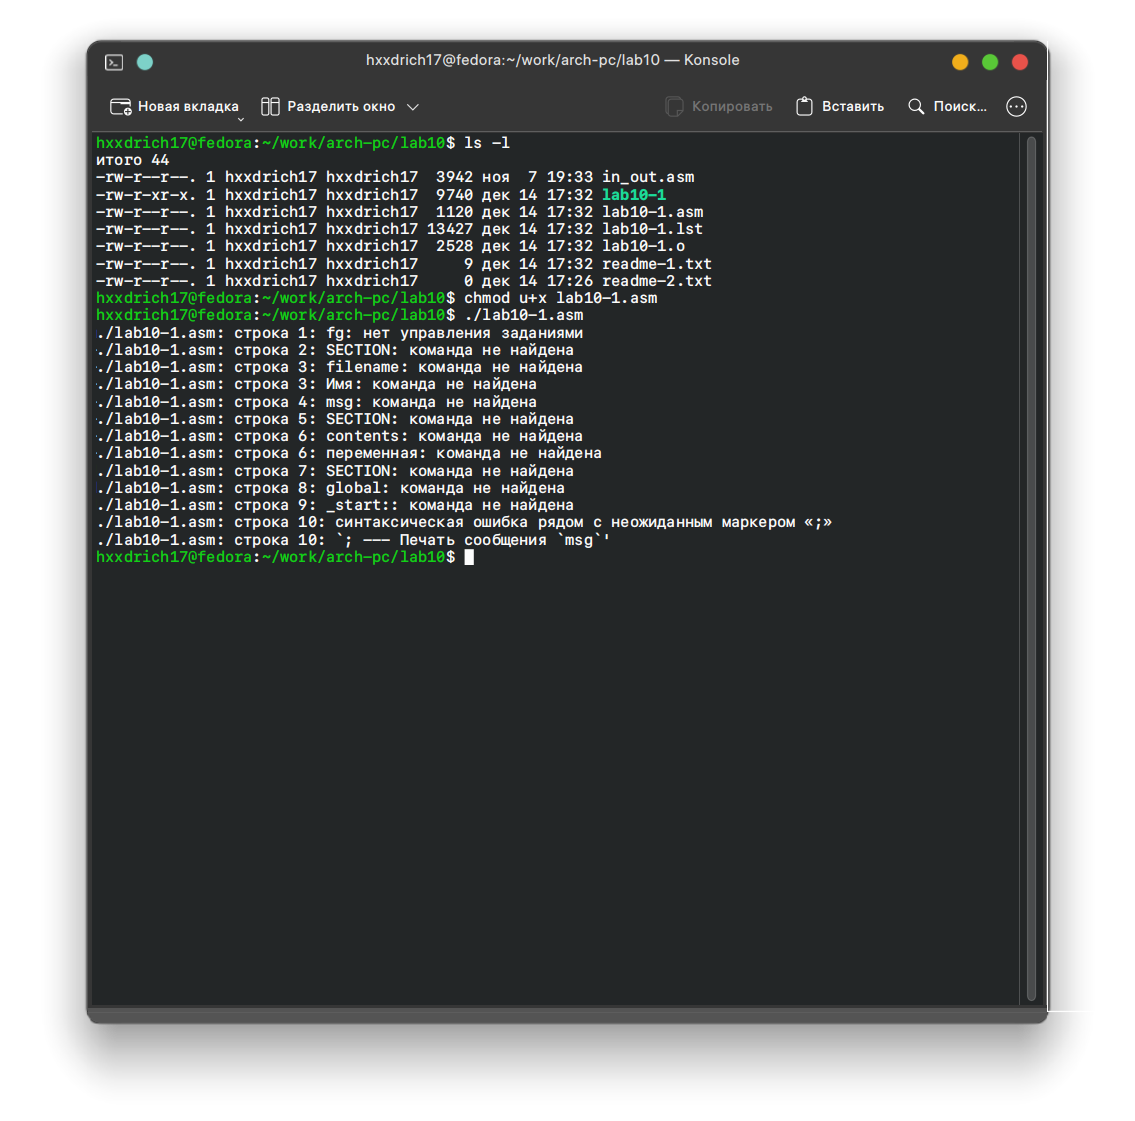 hxxdrich17@fedora:~/work/arch-pc/lab10 — Konsole
Новая вкладка Разделить окно Копировать Вставить Поиск...
hxxdrich17@fedora:~/work/arch-pc/lab10$ ls -l
итого 44
-rw-r--r--. 1 hxxdrich17 hxxdrich17  3942 ноя  7 19:33 in_out.asm
-rw-r-xr-x. 1 hxxdrich17 hxxdrich17  9740 дек 14 17:32 lab10-1
-rw-r--r--. 1 hxxdrich17 hxxdrich17  1120 дек 14 17:32 lab10-1.asm
-rw-r--r--. 1 hxxdrich17 hxxdrich17 13427 дек 14 17:32 lab10-1.lst
-rw-r--r--. 1 hxxdrich17 hxxdrich17  2528 дек 14 17:32 lab10-1.o
-rw-r--r--. 1 hxxdrich17 hxxdrich17     9 дек 14 17:32 readme-1.txt
-rw-r--r--. 1 hxxdrich17 hxxdrich17     0 дек 14 17:26 readme-2.txt
hxxdrich17@fedora:~/work/arch-pc/lab10$ chmod u+x lab10-1.asm
hxxdrich17@fedora:~/work/arch-pc/lab10$ ./lab10-1.asm
./lab10-1.asm: строка 1: fg: нет управления заданиями
./lab10-1.asm: строка 2: SECTION: команда не найдена
./lab10-1.asm: строка 3: filename: команда не найдена
./lab10-1.asm: строка 3: Имя: команда не найдена
./lab10-1.asm: строка 4: msg: команда не найдена
./lab10-1.asm: строка 5: SECTION: команда не найдена
./lab10-1.asm: строка 6: contents: команда не найдена
./lab10-1.asm: строка 6: переменная: команда не найдена
./lab10-1.asm: строка 7: SECTION: команда не найдена
./lab10-1.asm: строка 8: global: команда не найдена
./lab10-1.asm: строка 9: _start:: команда не найдена
./lab10-1.asm: строка 10: синтаксическая ошибка рядом с неожиданным маркером «;»
./lab10-1.asm: строка 10: `; --- Печать сообщения `msg`'
hxxdrich17@fedora:~/work/arch-pc/lab10$